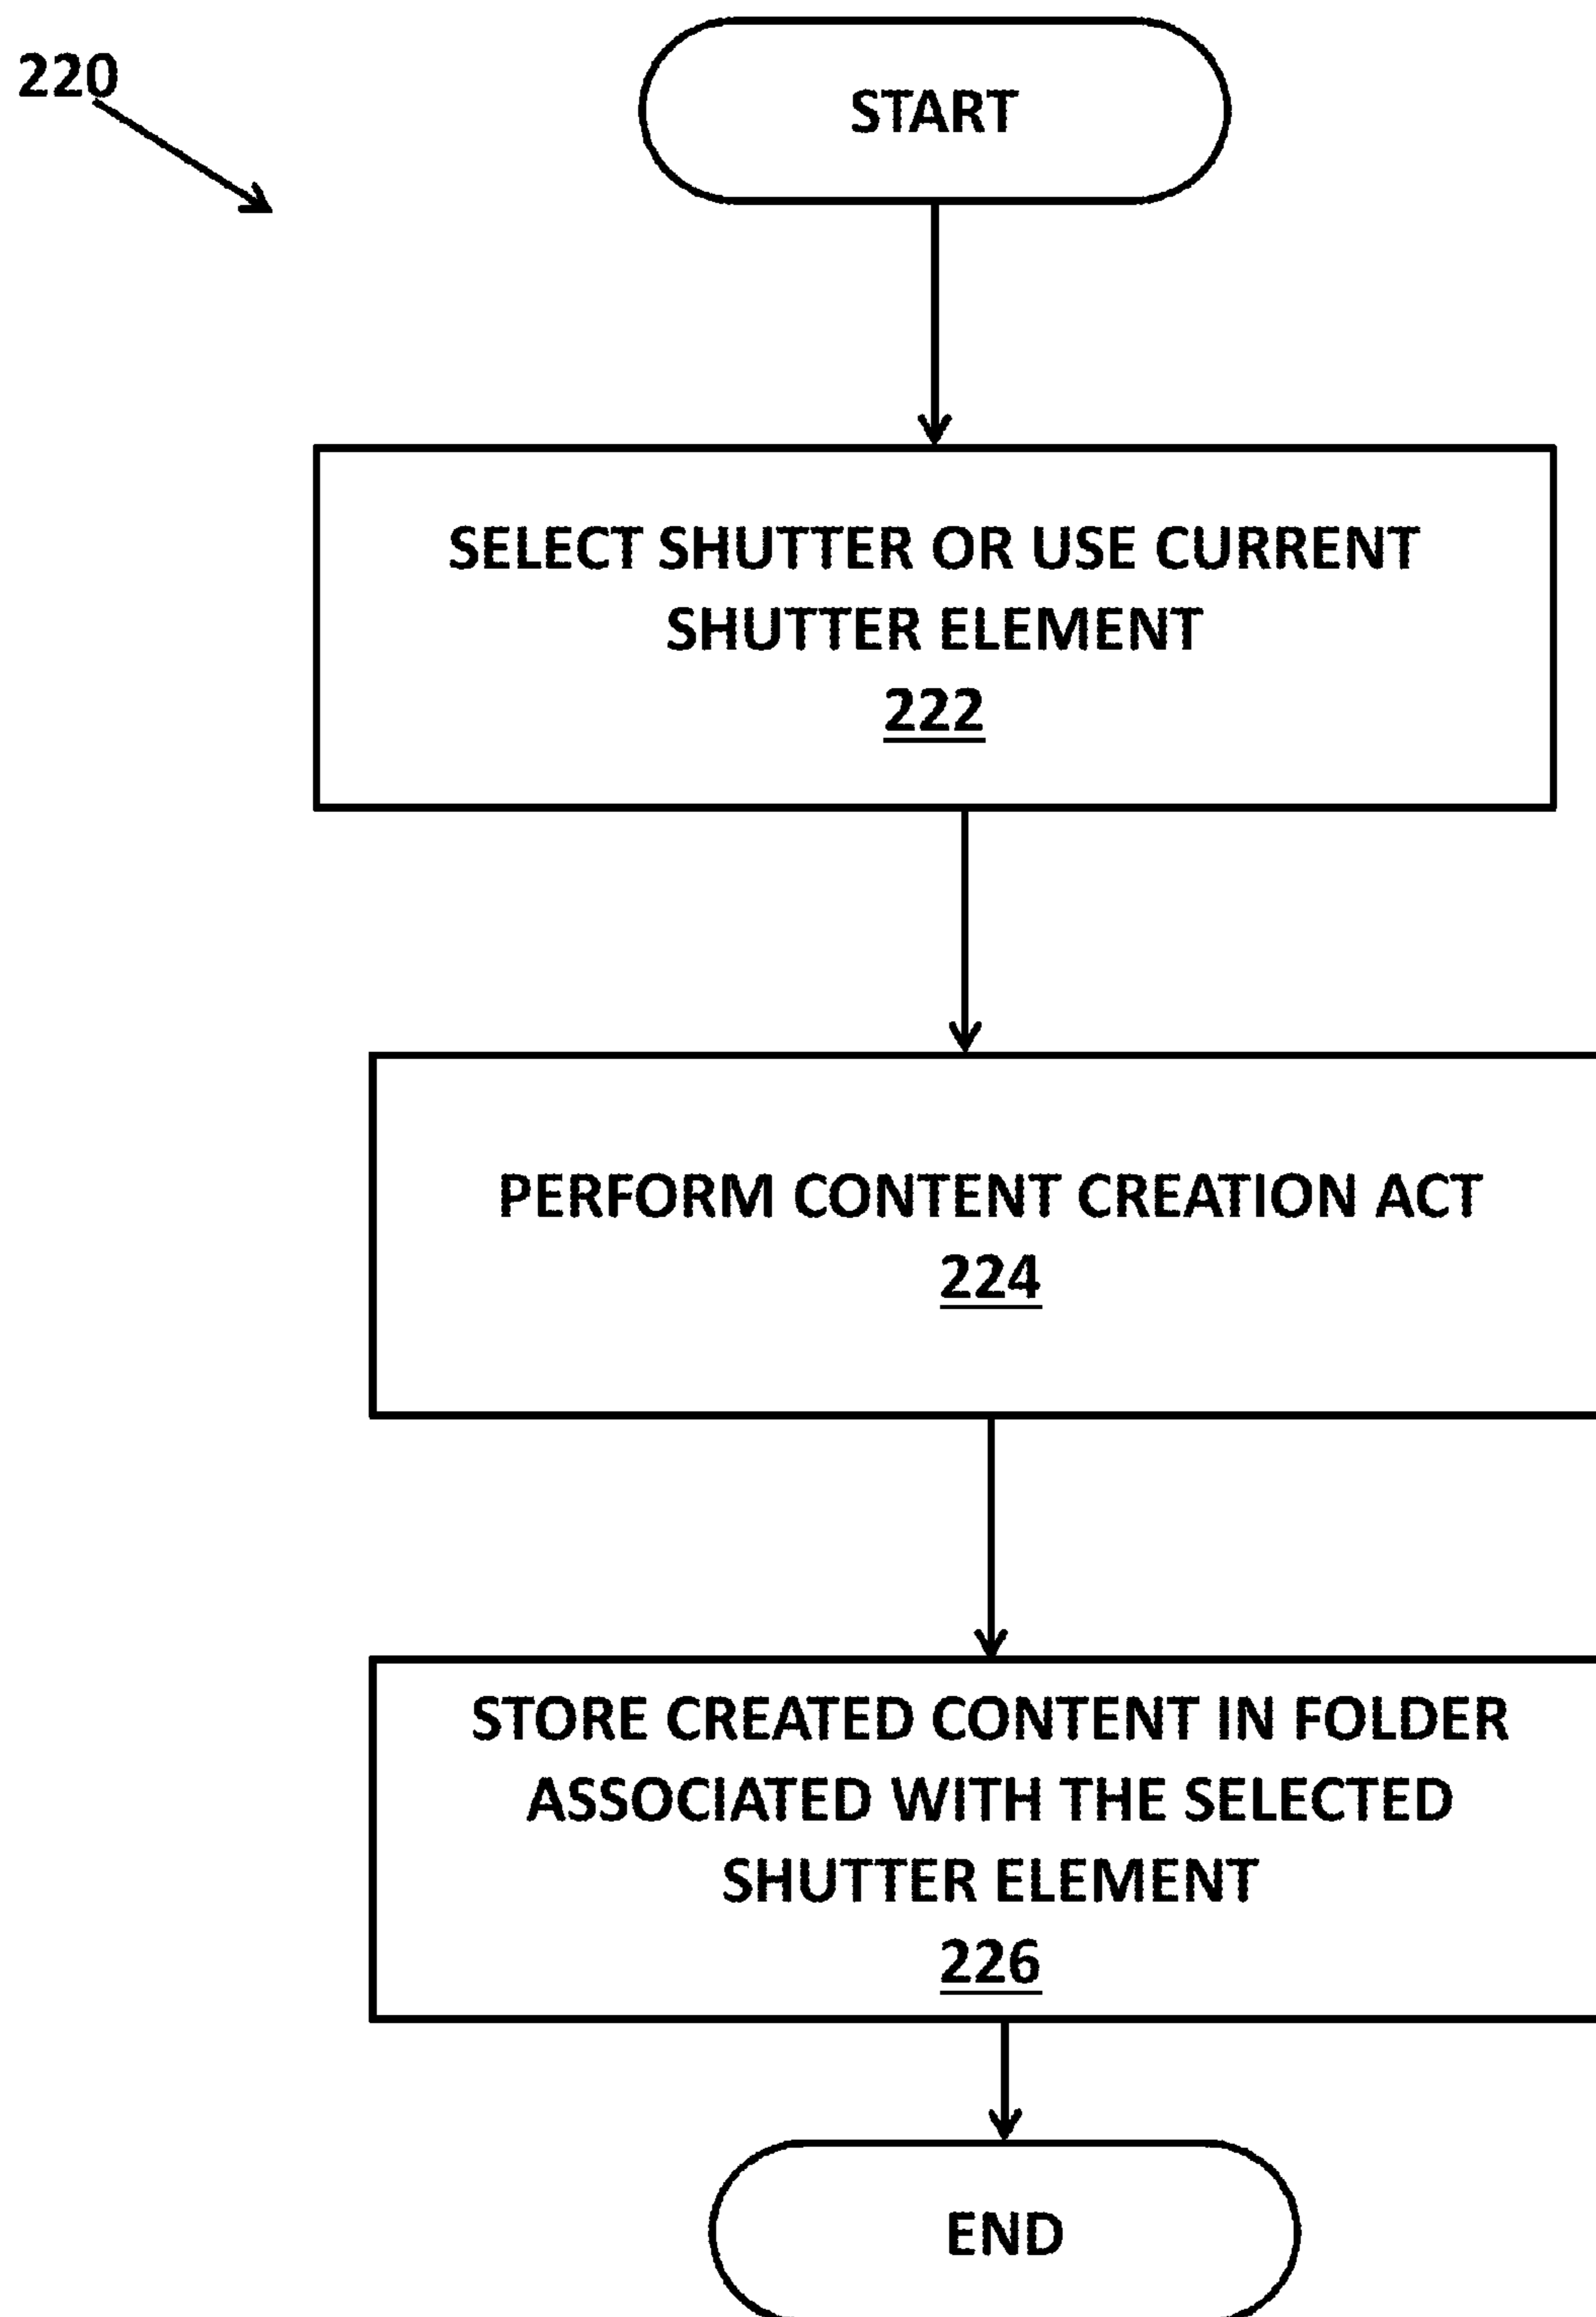 220
START
SELECT SHUTTER OR USE CURRENT
SHUTTER ELEMENT
222
PERFORM CONTENT CREATION ACT
224
STORE CREATED CONTENT IN FOLDER
ASSOCIATED WITH THE SELECTED
SHUTTER ELEMENT
226
END